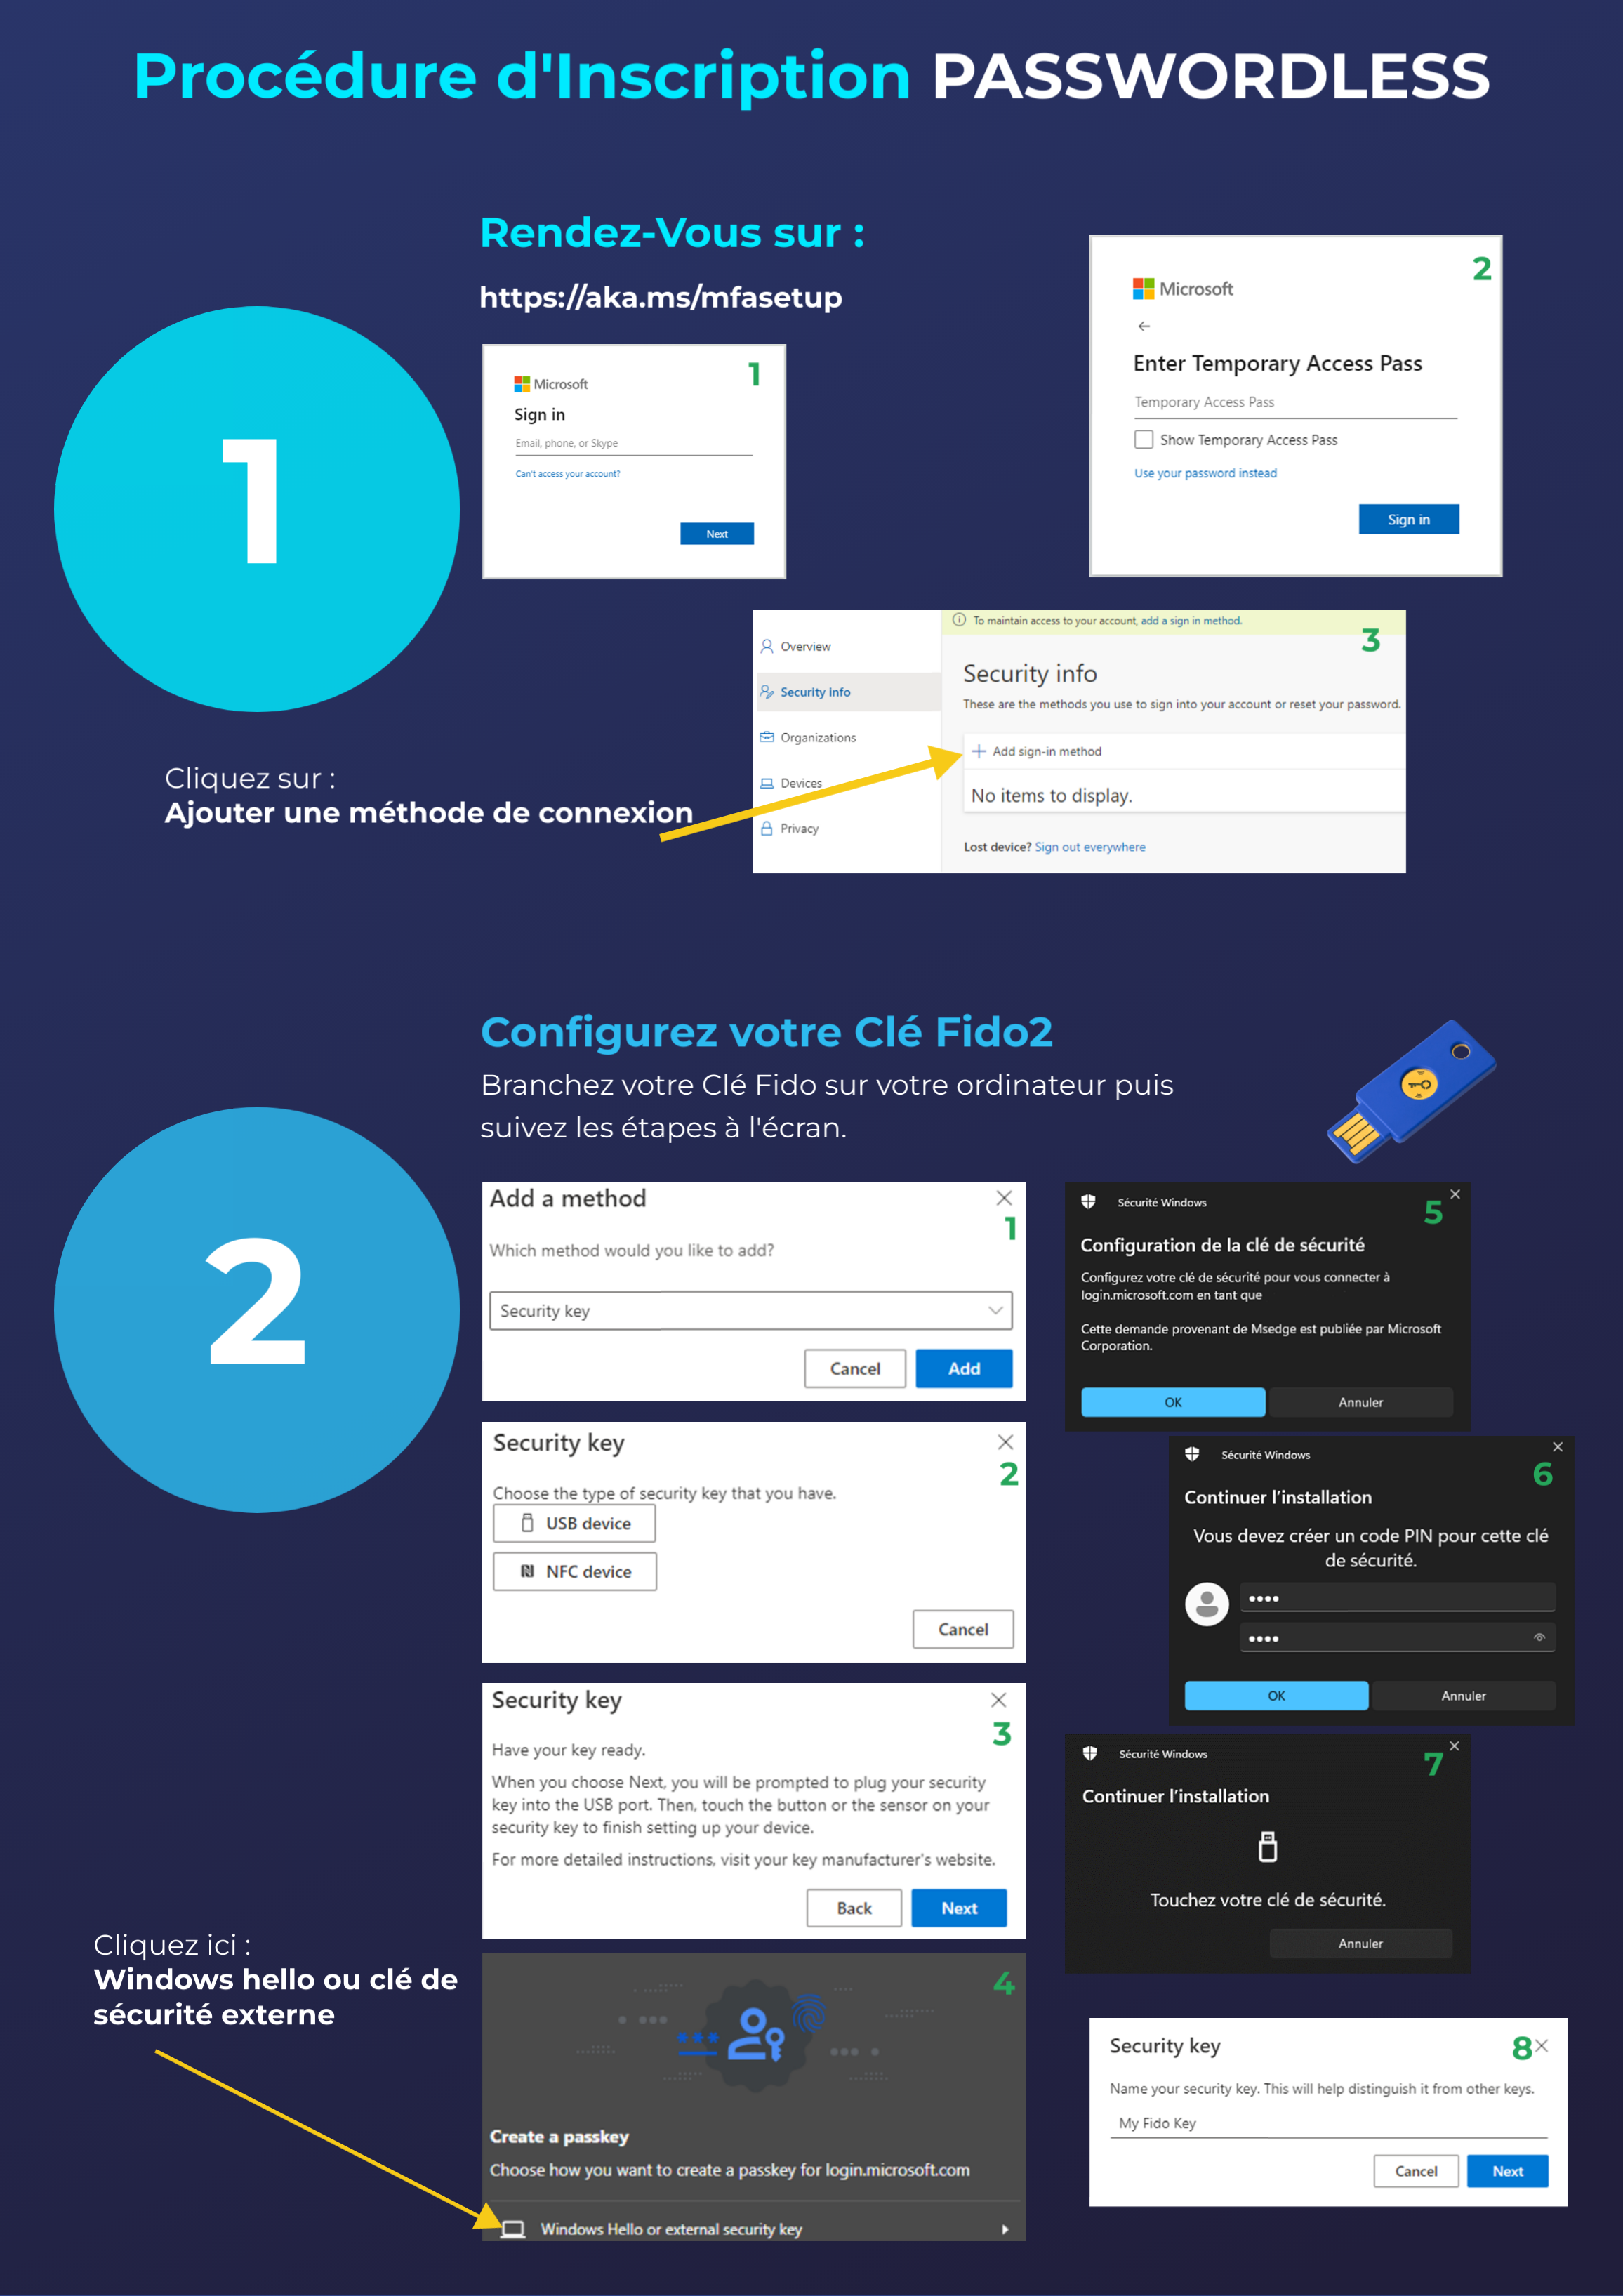 Procédure d'Inscription PASSWORDLESS
Rendez-Vous sur :
https://aka.ms/mfasetup
1
1
Microsoft
Sign in
Email, phone, or Skype
Can't access your account?
Next
2
Microsoft
Enter Temporary Access Pass
Temporary Access Pass
Show Temporary Access Pass
Use your password instead
Sign in
Cliquez sur :
Ajouter une méthode de connexion
3
Overview
Security info
Organizations
Devices
Privacy
To maintain access to your account, add a sign in method.
Security info
These are the methods you use to sign into your account or reset your password.
Add sign-in method
No items to display.
Lost device? Sign out everywhere
2
Configurez votre Clé Fido2
Branchez votre Clé Fido sur votre ordinateur puis
suivez les étapes à l'écran.
Add a method
1
Which method would you like to add?
Security key
Cancel
Add
Security key
2
Choose the type of security key that you have.
USB device
NFC device
Cancel
Security key
3
Have your key ready.
When you choose Next, you will be prompted to plug your security
key into the USB port. Then, touch the button or the sensor on your
security key to finish setting up your device.
For more detailed instructions, visit your key manufacturer's website.
Back
Next
Cliquez ici :
Windows hello ou clé de
sécurité externe
4
Create a passkey
Choose how you want to create a passkey for login.microsoft.com
Windows Hello or external security key
Sécurité Windows
5
Configuration de la clé de sécurité
Configurez votre clé de sécurité pour vous connecter à
login.microsoft.com en tant que
Cette demande provenant de Msedge est publiée par Microsoft
Corporation.
OK
Annuler
Sécurité Windows
6
Continuer l'installation
Vous devez créer un code PIN pour cette clé
de sécurité.
OK
Annuler
Sécurité Windows
7
Continuer l'installation
Touchez votre clé de sécurité.
Annuler
Security key
8
Name your security key. This will help distinguish it from other keys.
My Fido Key
Cancel
Next